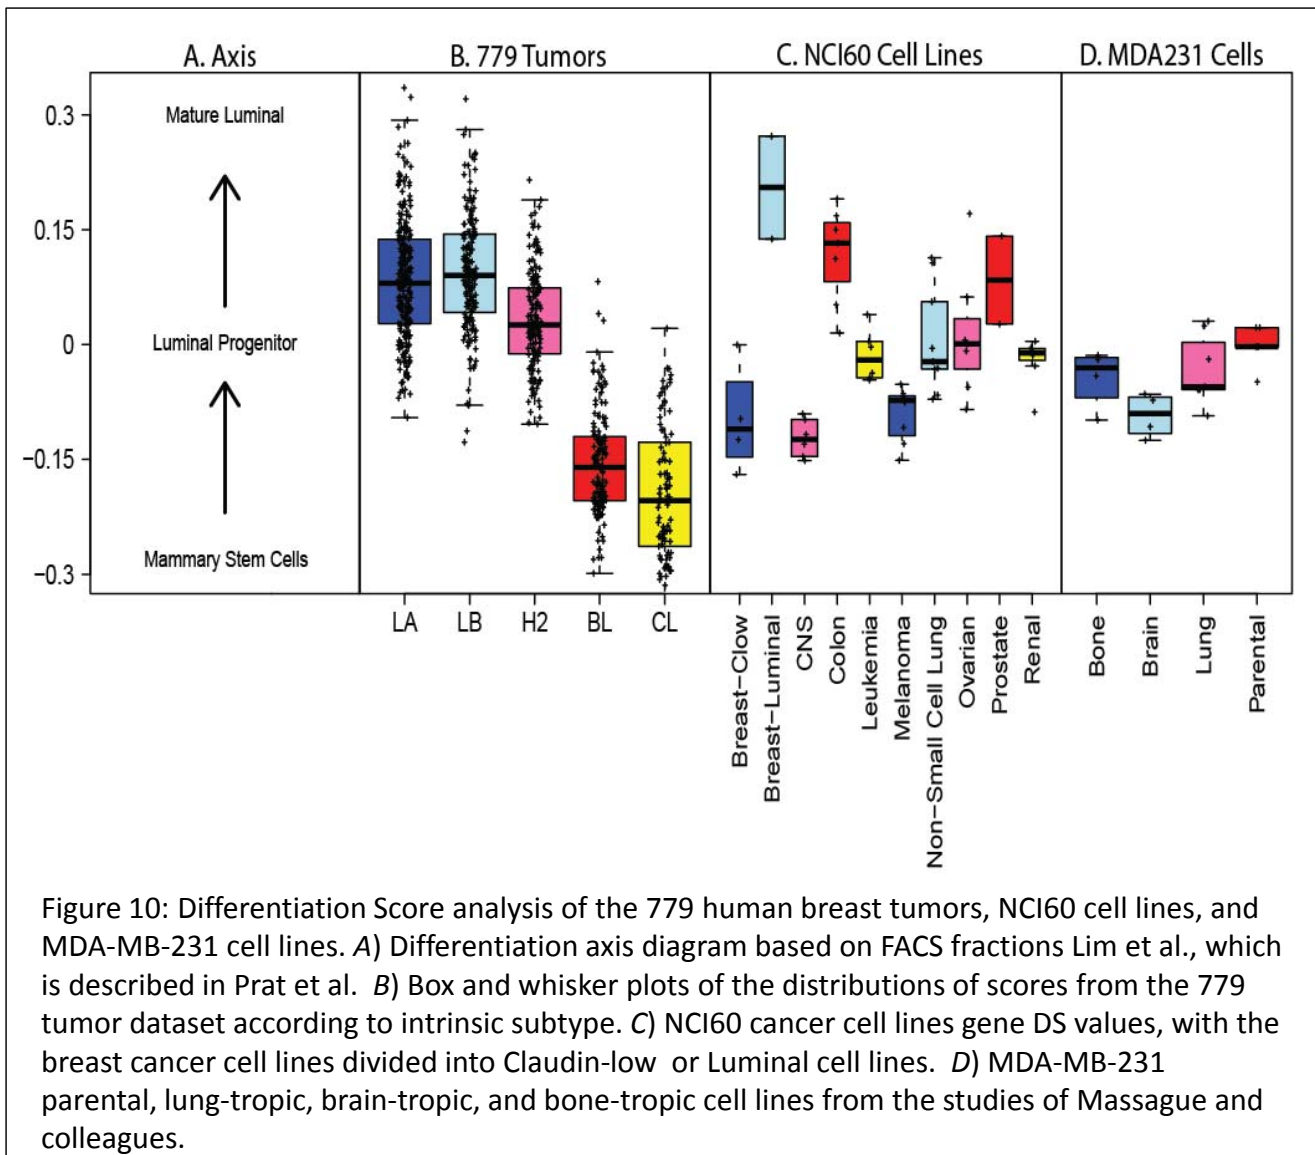 A. Axis
B. 779 Tumors
C. NCI60 Cell Lines
D. MDA231 Cells
0.3
0.15
0
−0.15
−0.3
Mature Luminal
Luminal Progenitor
Mammary Stem Cells
LA
LB
H2
BL
CL
Breast−Clow
Breast−Luminal
CNS
Colon
Leukemia
Melanoma
Non−Small Cell Lung
Ovarian
Prostate
Renal
Bone
Brain
Lung
Parental
Figure 10: Differentiation Score analysis of the 779 human breast tumors, NCI60 cell lines, and
MDA-MB-231 cell lines. A) Differentiation axis diagram based on FACS fractions Lim et al., which
is described in Prat et al. B) Box and whisker plots of the distributions of scores from the 779
tumor dataset according to intrinsic subtype. C) NCI60 cancer cell lines gene DS values, with the
breast cancer cell lines divided into Claudin-low or Luminal cell lines. D) MDA-MB-231
parental, lung-tropic, brain-tropic, and bone-tropic cell lines from the studies of Massague and
colleagues.